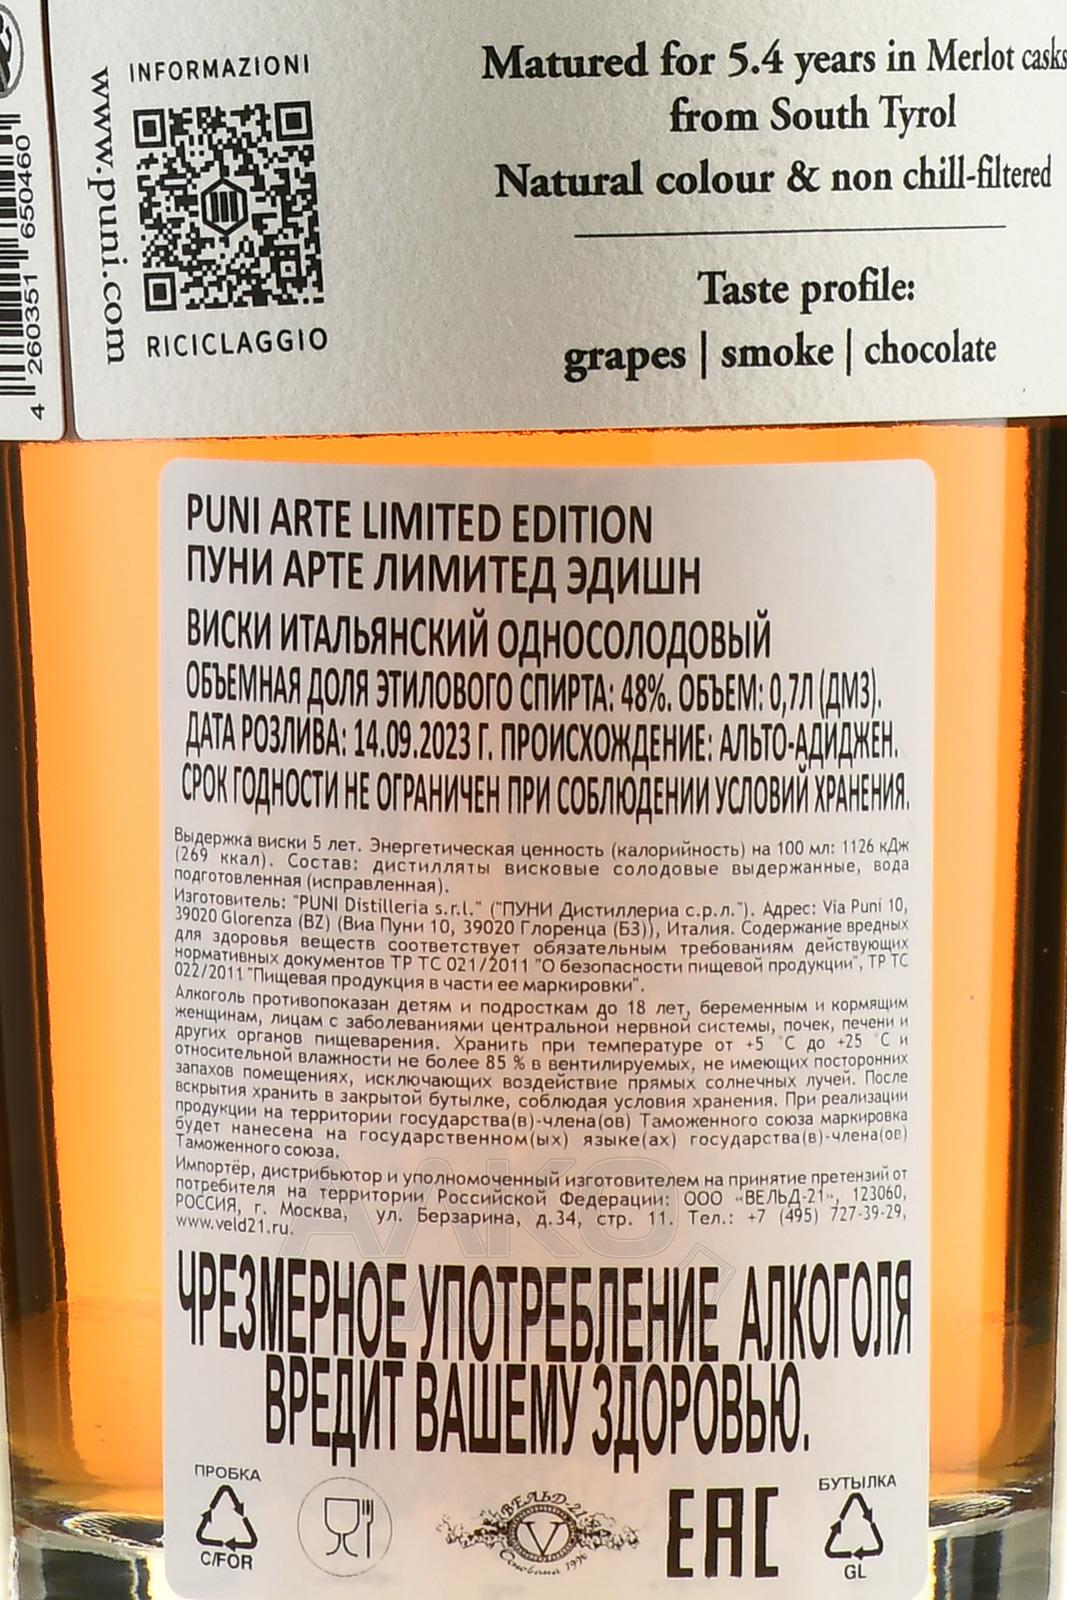 INFORMAZIONI
www.puni.com
RICICLAGGIO
4 260351 650460
Matured for 5.4 years in Merlot casks
from South Tyrol
Natural colour & non chill-filtered
Taste profile:
grapes | smoke | chocolate
PUNI ARTE LIMITED EDITION
ПУНИ АРТЕ ЛИМИТЕД ЭДИШН
ВИСКИ ИТАЛЬЯНСКИЙ ОДНОСОЛОДОВЫЙ
ОБЪЕМНАЯ ДОЛЯ ЭТИЛОВОГО СПИРТА: 48%. ОБЪЕМ: 0,7Л (ДМ3).
ДАТА РОЗЛИВА: 14.09.2023 Г. ПРОИСХОЖДЕНИЕ: АЛЬТО-АДИДЖЕН.
СРОК ГОДНОСТИ НЕ ОГРАНИЧЕН ПРИ СОБЛЮДЕНИИ УСЛОВИЙ ХРАНЕНИЯ.
Выдержка виски 5 лет. Энергетическая ценность (калорийность) на 100 мл: 1126 кДж
(269 ккал). Состав: дистилляты висковые солодовые выдержанные, вода
подготовленная (исправленная).
Изготовитель: "PUNI Distilleria s.r.l." ("ПУНИ Дистиллериа с.р.л."). Адрес: Via Puni 10,
39020 Glorenza (BZ) (Виа Пуни 10, 39020 Глоренца (БЗ)), Италия. Содержание вредных
для здоровья веществ соответствует обязательным требованиям действующих
нормативных документов ТР ТС 021/2011 "О безопасности пищевой продукции", ТР ТС
022/2011 "Пищевая продукция в части ее маркировки".
Алкоголь противопоказан детям и подросткам до 18 лет, беременным и кормящим
женщинам, лицам с заболеваниями центральной нервной системы, почек, печени и
других органов пищеварения. Хранить при температуре от +5 °С до +25 °С и
относительной влажности не более 85 % в вентилируемых, не имеющих посторонних
запахов помещениях, исключающих воздействие прямых солнечных лучей. После
вскрытия хранить в закрытой бутылке, соблюдая условия хранения. При реализации
продукции на территории государства(в)-члена(ов) Таможенного союза маркировка
будет нанесена на государственном(ых) языке(ах) государства(в)-члена(ов)
Таможенного союза.
Импортёр, дистрибьютор и уполномоченный изготовителем на принятие претензий от
потребителя на территории Российской Федерации: ООО «ВЕЛЬД-21», 123060,
РОССИЯ, г. Москва, ул. Берзарина, д.34, стр. 11. Тел.: +7 (495) 727-39-29,
www.veld21.ru.
ЧРЕЗМЕРНОЕ УПОТРЕБЛЕНИЕ АЛКОГОЛЯ
ВРЕДИТ ВАШЕМУ ЗДОРОВЬЮ.
ПРОБКА
C/FOR
ВЕЛЬД-21
V
Основана 1996
EAC
БУТЫЛКА
GL